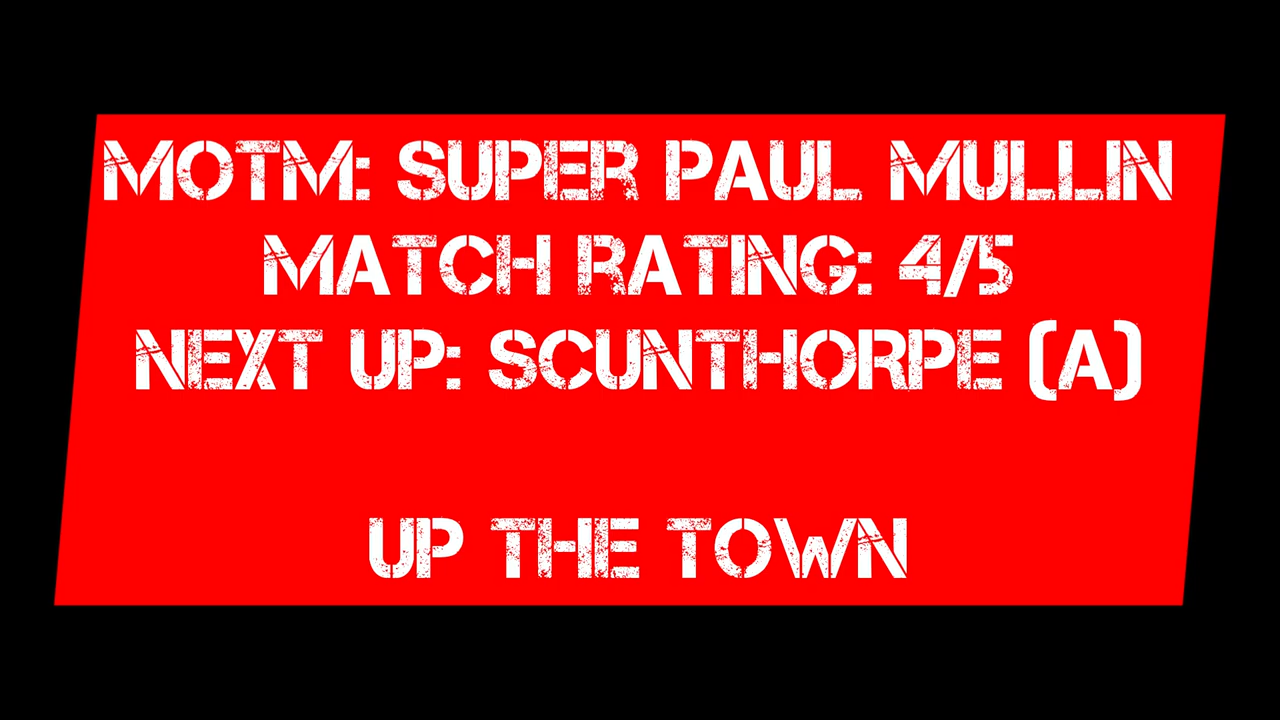 MOTM: SUPER PAUL MULLIN
MATCH RATING: 4/5
NEXT UP: SCUNTHORPE (A)
UP THE TOWN